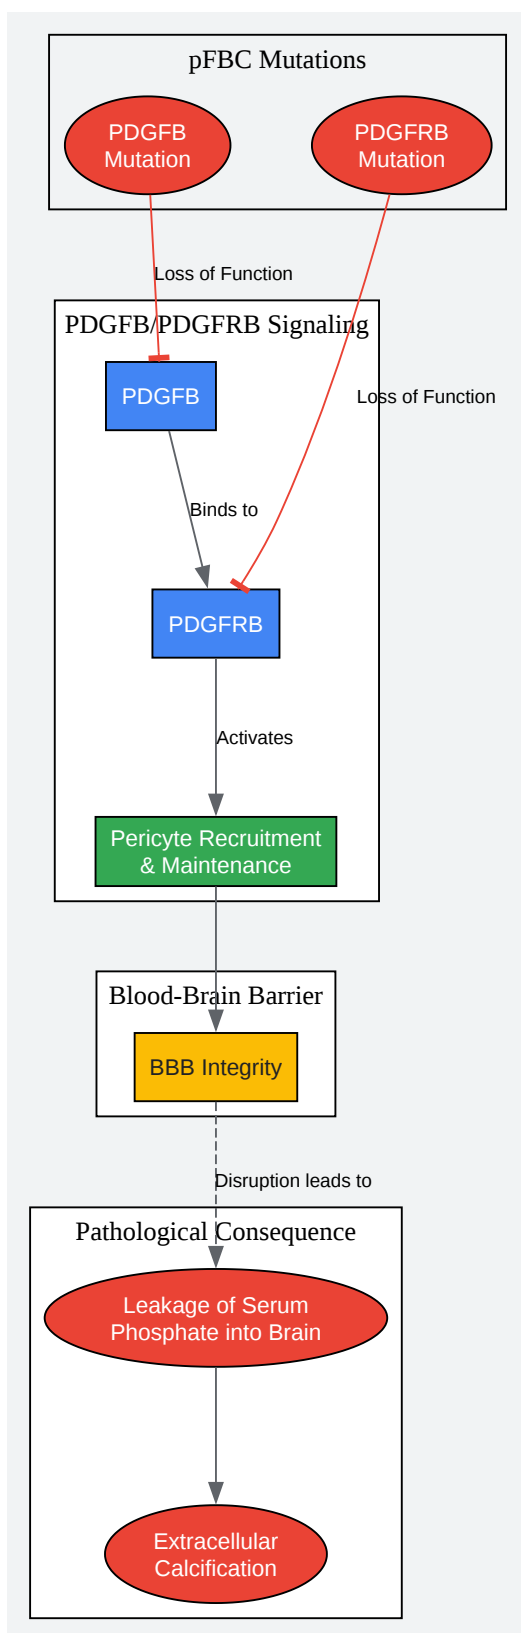 pFBC Mutations
PDGFB
Mutation
PDGFRB
Mutation
Loss of Function
PDGFB/PDGFRB Signaling
PDGFB
Loss of Function
Binds to
PDGFRB
Activates
Pericyte Recruitment
& Maintenance
Blood-Brain Barrier
BBB Integrity
Disruption leads to
Pathological Consequence
Leakage of Serum
Phosphate into Brain
Extracellular
Calcification